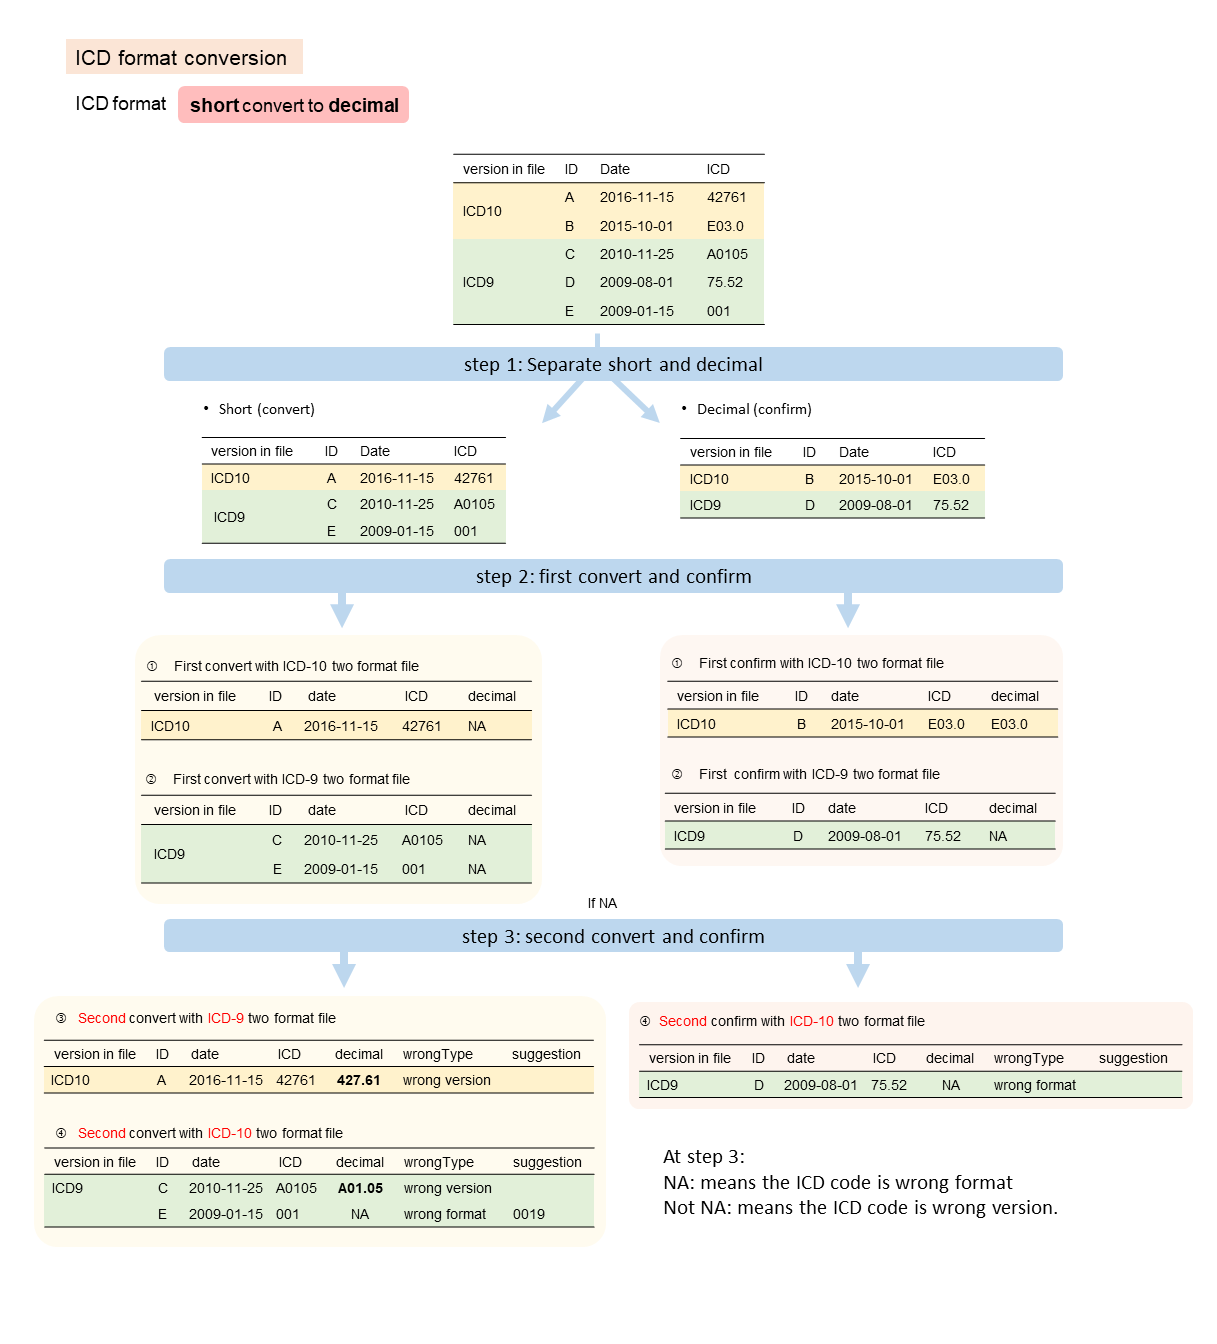 ICD format conversion
ICD format short convert to decimal
version in file ID Date ICD
ICD10 A 2016-11-15 42761
B 2015-10-01 E03.0
ICD9 C 2010-11-25 A0105
D 2009-08-01 75.52
E 2009-01-15 001
step 1: Separate short and decimal
• Short (convert)
version in file ID Date ICD
ICD10 A 2016-11-15 42761
ICD9 C 2010-11-25 A0105
E 2009-01-15 001
• Decimal (confirm)
version in file ID Date ICD
ICD10 B 2015-10-01 E03.0
ICD9 D 2009-08-01 75.52
step 2: first convert and confirm
① First convert with ICD-10 two format file
version in file ID date ICD decimal
ICD10 A 2016-11-15 42761 NA
② First convert with ICD-9 two format file
version in file ID date ICD decimal
ICD9 C 2010-11-25 A0105 NA
E 2009-01-15 001 NA
① First confirm with ICD-10 two format file
version in file ID date ICD decimal
ICD10 B 2015-10-01 E03.0 E03.0
② First confirm with ICD-9 two format file
version in file ID date ICD decimal
ICD9 D 2009-08-01 75.52 NA
If NA
step 3: second convert and confirm
③ Second convert with ICD-9 two format file
version in file ID date ICD decimal wrongType suggestion
ICD10 A 2016-11-15 42761 427.61 wrong version
④ Second convert with ICD-10 two format file
version in file ID date ICD decimal wrongType suggestion
ICD9 C 2010-11-25 A0105 A01.05 wrong version
E 2009-01-15 001 NA wrong format 0019
④ Second confirm with ICD-10 two format file
version in file ID date ICD decimal wrongType suggestion
ICD9 D 2009-08-01 75.52 NA wrong format
At step 3:
NA: means the ICD code is wrong format
Not NA: means the ICD code is wrong version.